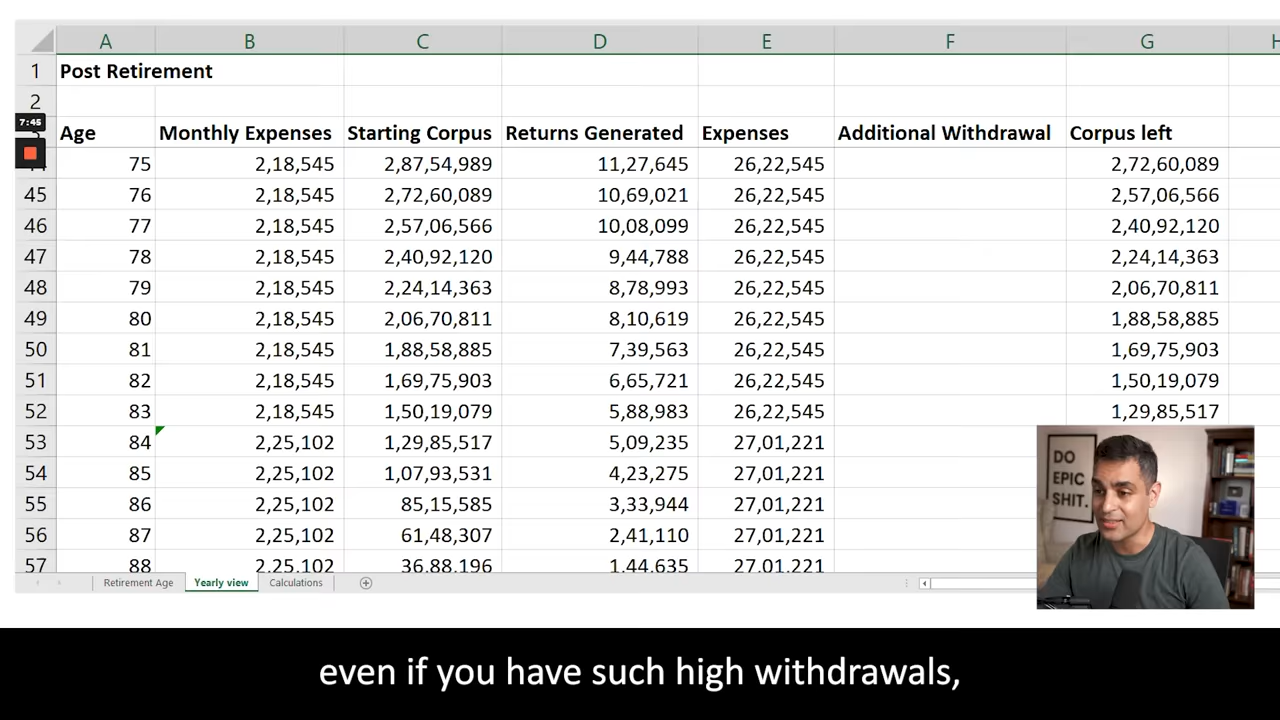 A B C D E F G H
1 Post Retirement
2
7:45
Age Monthly Expenses Starting Corpus Returns Generated Expenses Additional Withdrawal Corpus left
75 2,18,545 2,87,54,989 11,27,645 26,22,545 2,72,60,089
45 76 2,18,545 2,72,60,089 10,69,021 26,22,545 2,57,06,566
46 77 2,18,545 2,57,06,566 10,08,099 26,22,545 2,40,92,120
47 78 2,18,545 2,40,92,120 9,44,788 26,22,545 2,24,14,363
48 79 2,18,545 2,24,14,363 8,78,993 26,22,545 2,06,70,811
49 80 2,18,545 2,06,70,811 8,10,619 26,22,545 1,88,58,885
50 81 2,18,545 1,88,58,885 7,39,563 26,22,545 1,69,75,903
51 82 2,18,545 1,69,75,903 6,65,721 26,22,545 1,50,19,079
52 83 2,18,545 1,50,19,079 5,88,983 26,22,545 1,29,85,517
53 84 2,25,102 1,29,85,517 5,09,235 27,01,221
54 85 2,25,102 1,07,93,531 4,23,275 27,01,221
55 86 2,25,102 85,15,585 3,33,944 27,01,221
56 87 2,25,102 61,48,307 2,41,110 27,01,221
57 88 2,25,102 36,88,196 1,44,635 27,01,221
DO
EPIC
SHIT.
Retirement Age Yearly view Calculations
even if you have such high withdrawals,